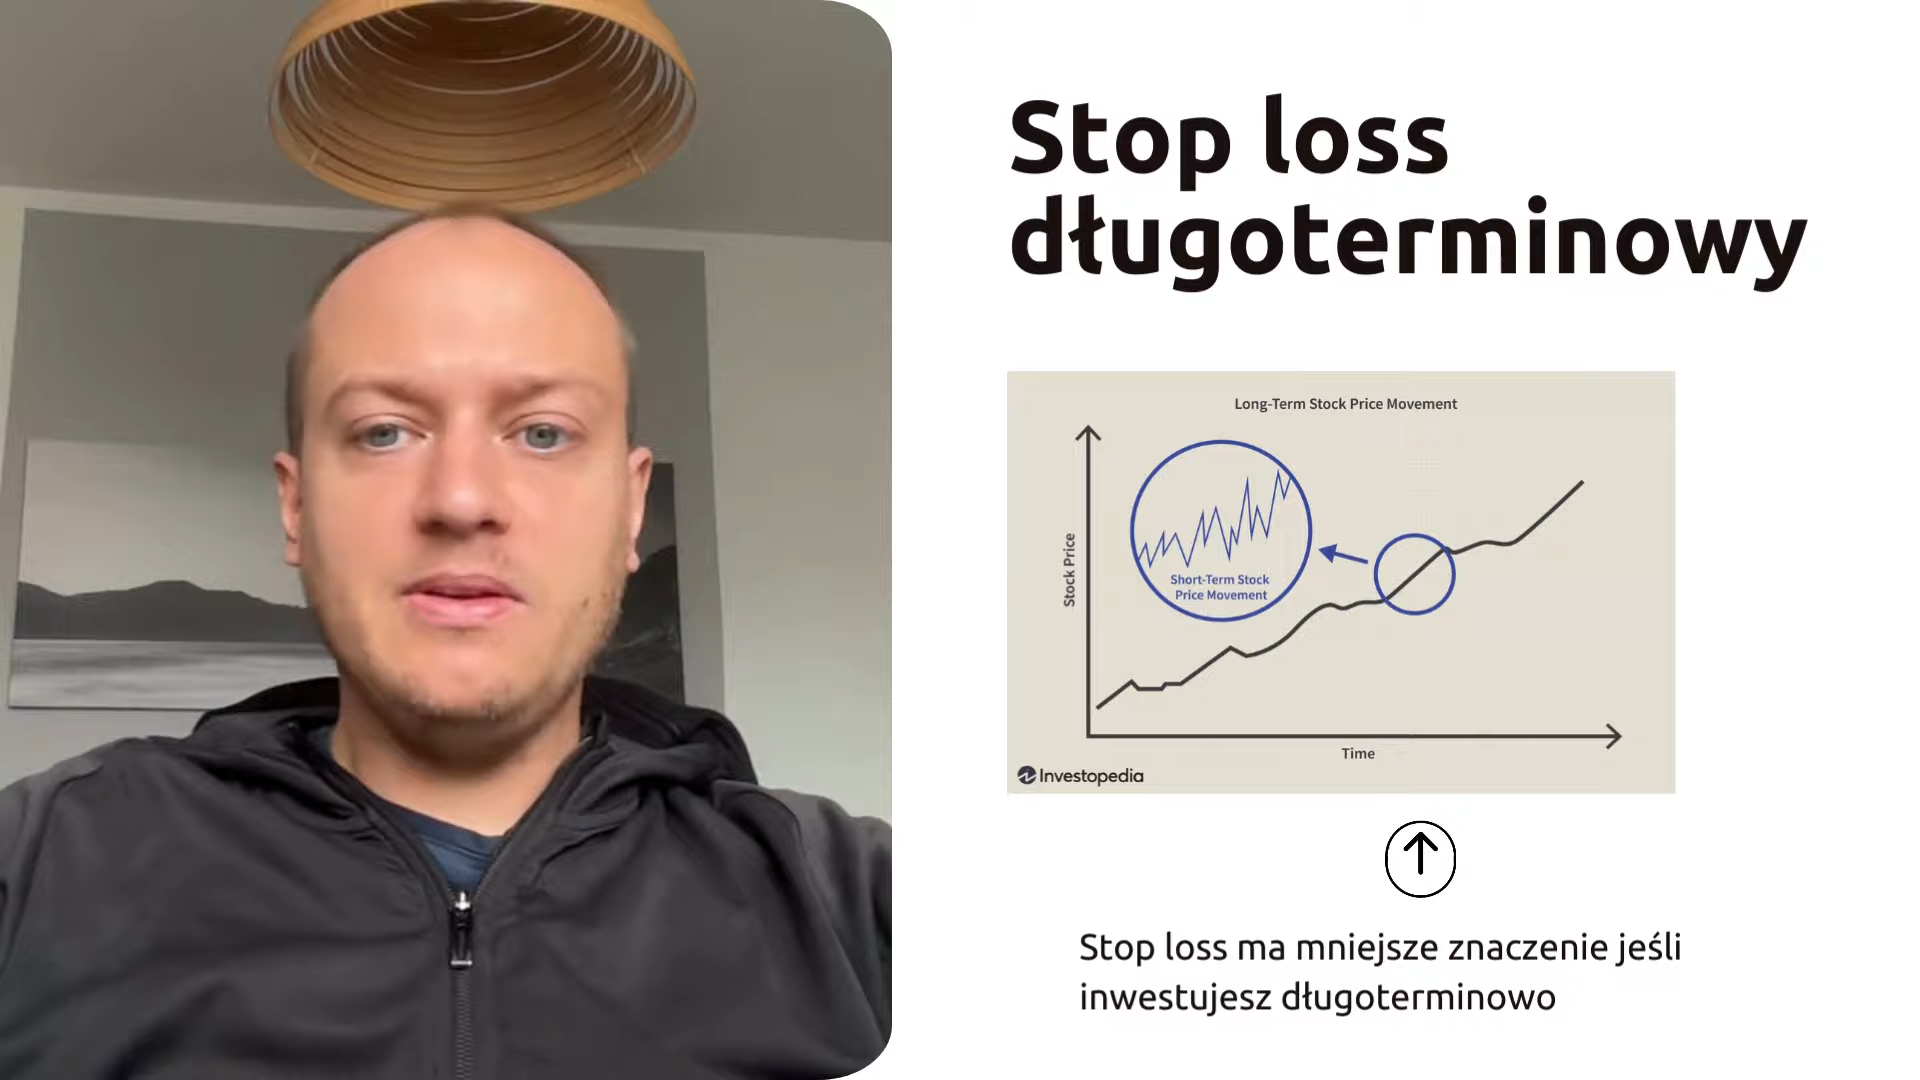 Stop loss
długoterminowy
Long-Term Stock Price Movement
Stock Price
Short-Term Stock
Price Movement
Time
Investopedia
Stop loss ma mniejsze znaczenie jeśli
inwestujesz długoterminowo